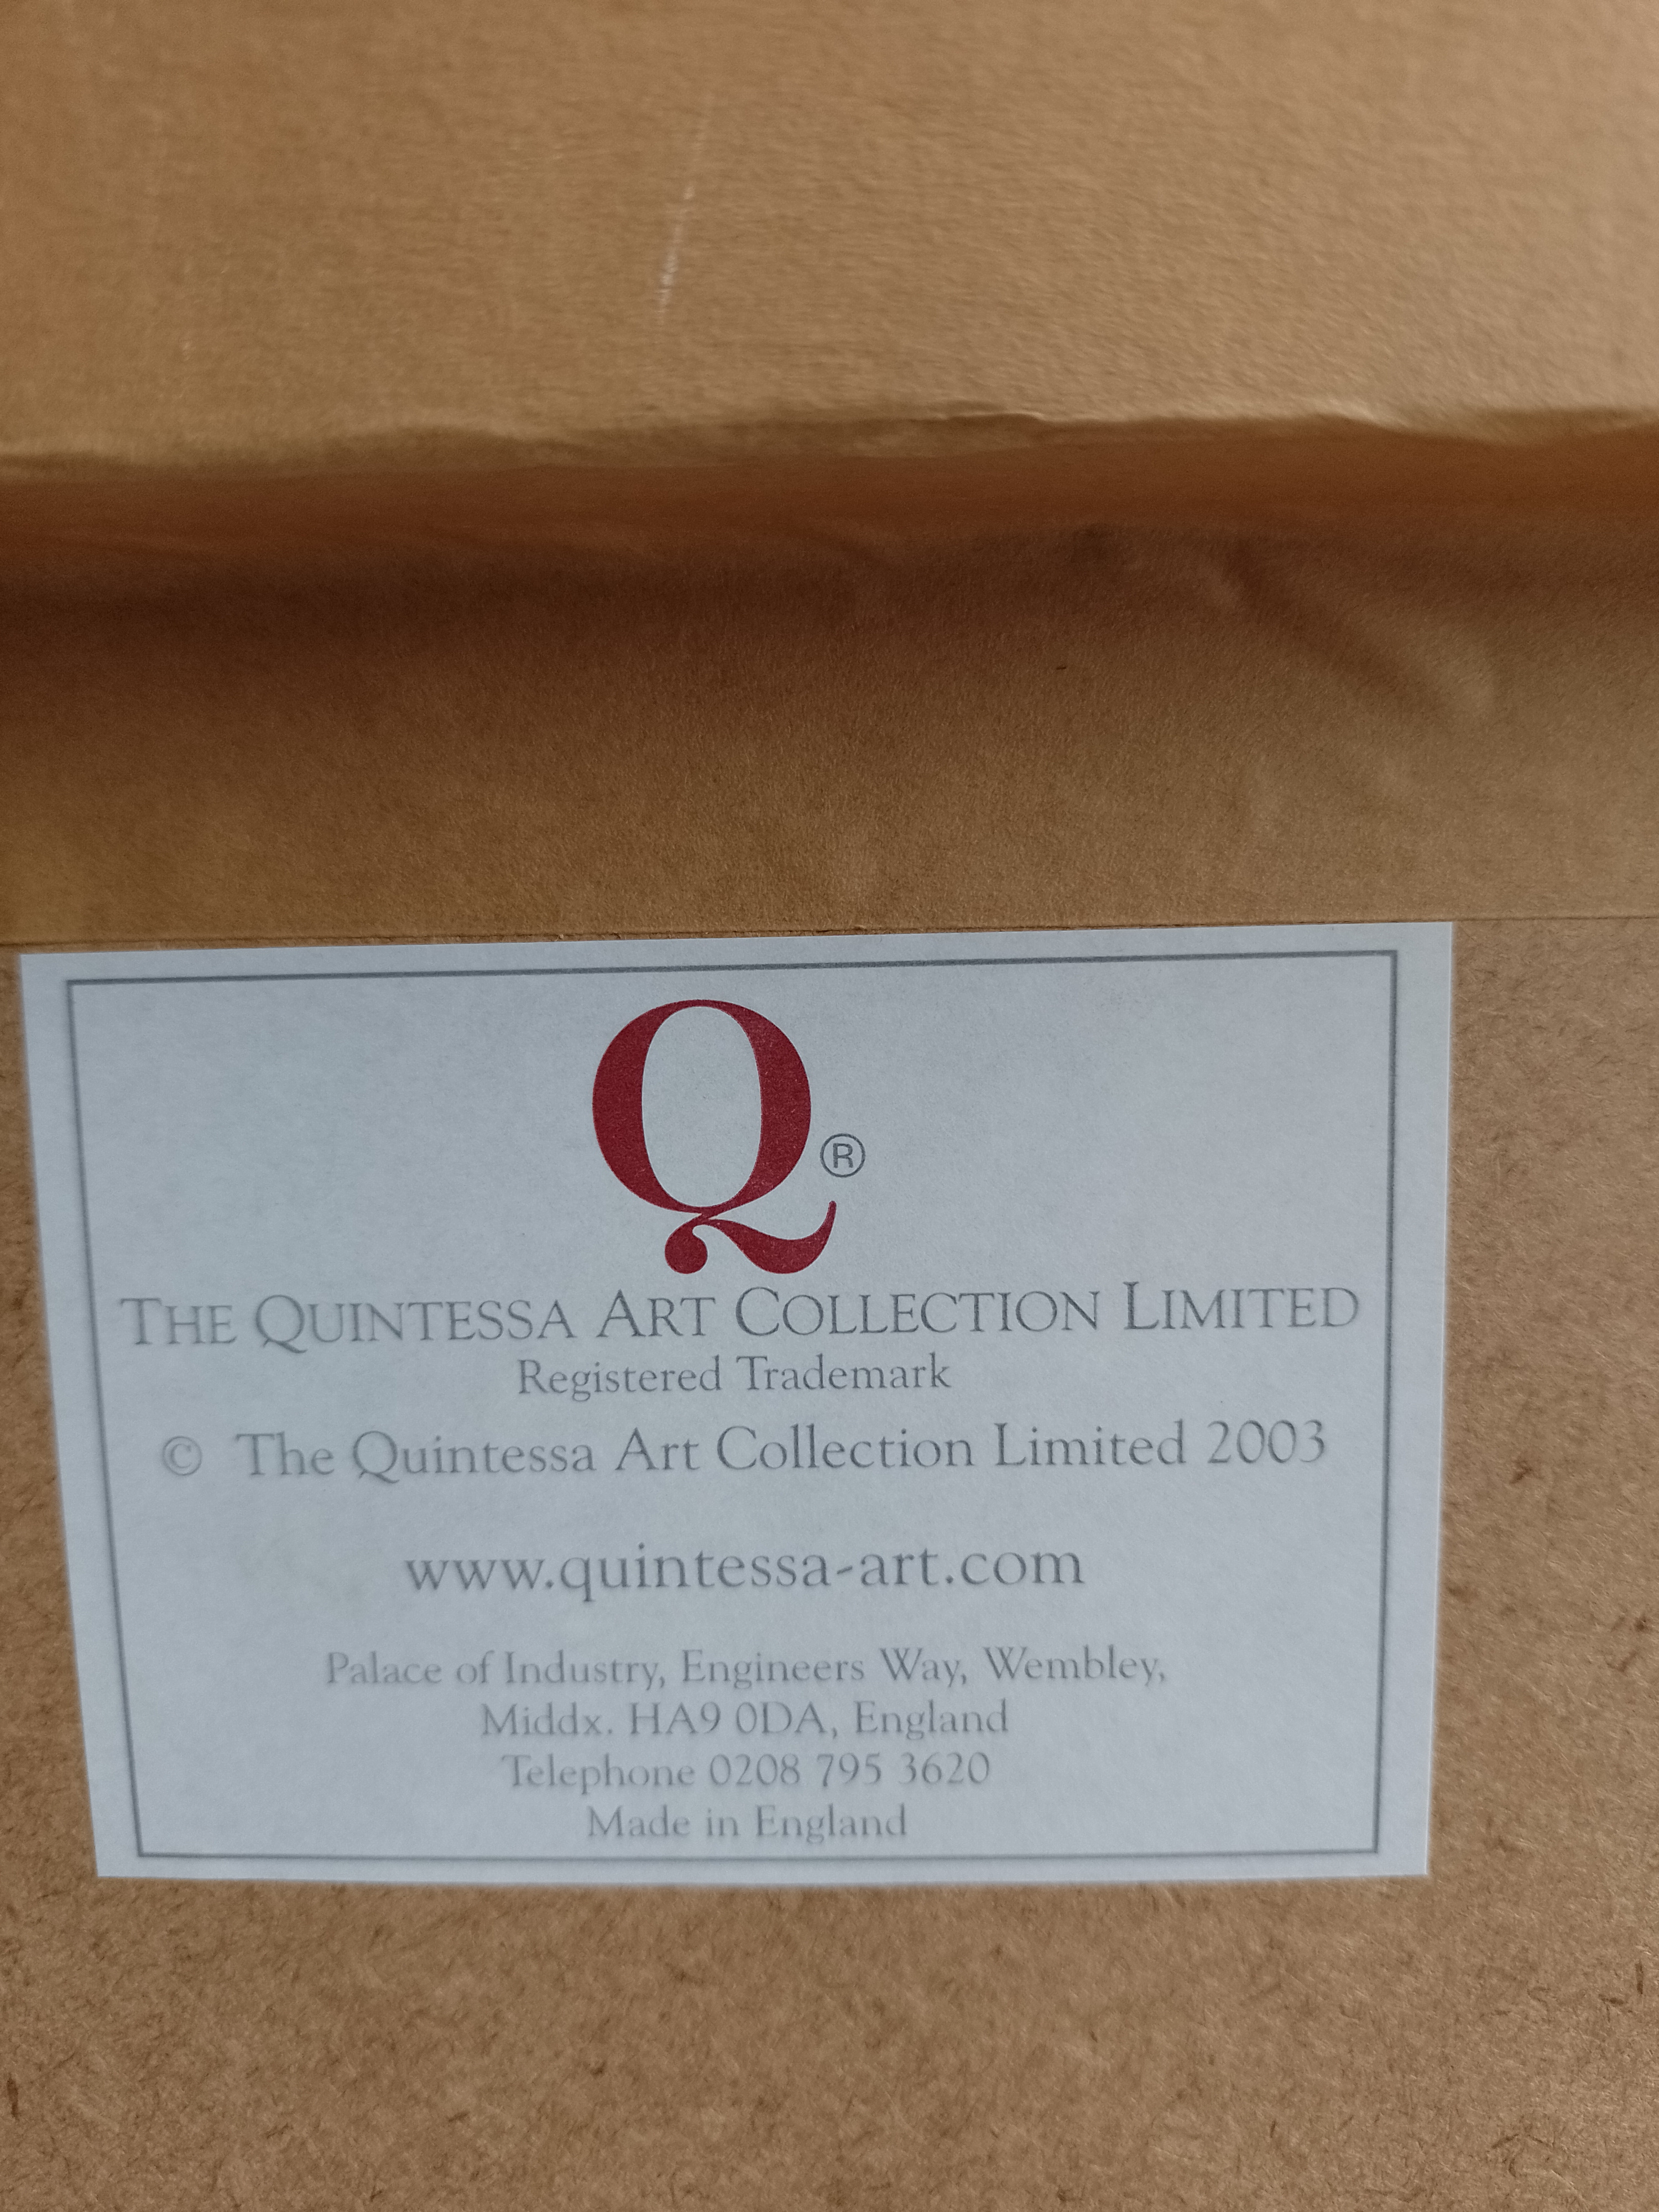 Q®
THE QUINTESSA ART COLLECTION LIMITED
Registered Trademark
© The Quintessa Art Collection Limited 2003
www.quintessa-art.com
Palace of Industry, Engineers Way, Wembley,
Middx. HA9 0DA, England
Telephone 0208 795 3620
Made in England